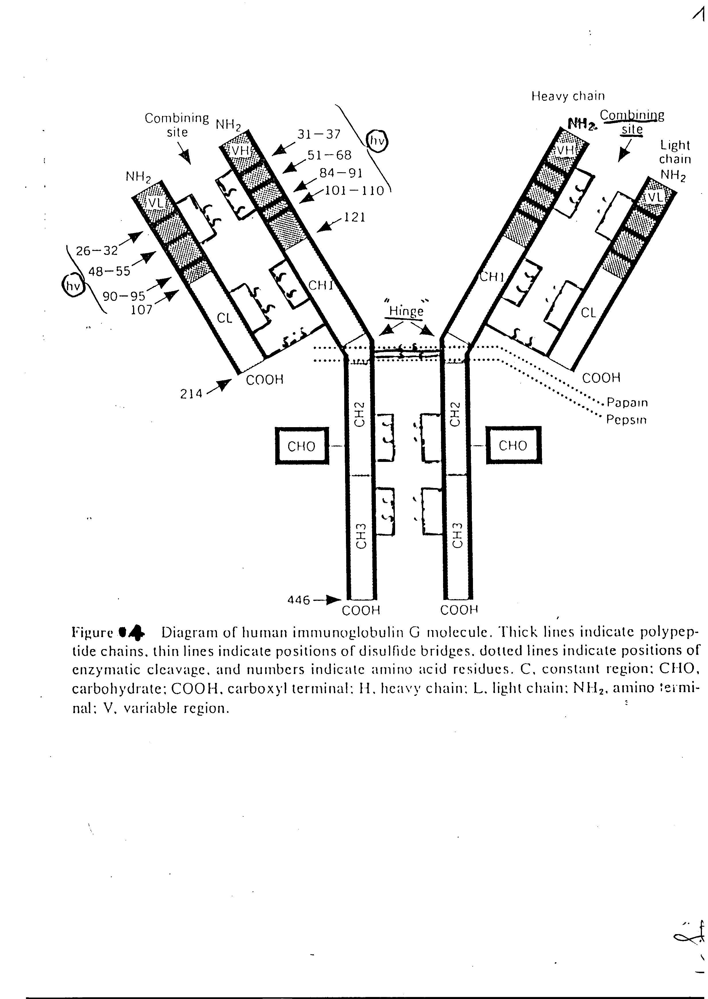 1
Heavy chain
Combining
site
NH2
31–37
51–68
84–91
101–110
121
hv
NH2.
Combining
site
Light
chain
NH2
NH2
VH
VL
VH
VL
26–32
48–55
90–95
107
hv
CH1
CH1
CL
CL
"Hinge"
S S
S S
COOH
214
COOH
Papain
Pepsin
CH2
CH2
CHO
CHO
CH3
CH3
446
COOH
COOH
Figure 4 Diagram of human immunoglobulin G molecule. Thick lines indicate polypep-
tide chains, thin lines indicate positions of disulfide bridges, dotted lines indicate positions of
enzymatic cleavage, and numbers indicate amino acid residues. C, constant region; CHO,
carbohydrate; COOH, carboxyl terminal; H, heavy chain; L, light chain; NH2, amino termi-
nal; V, variable region.